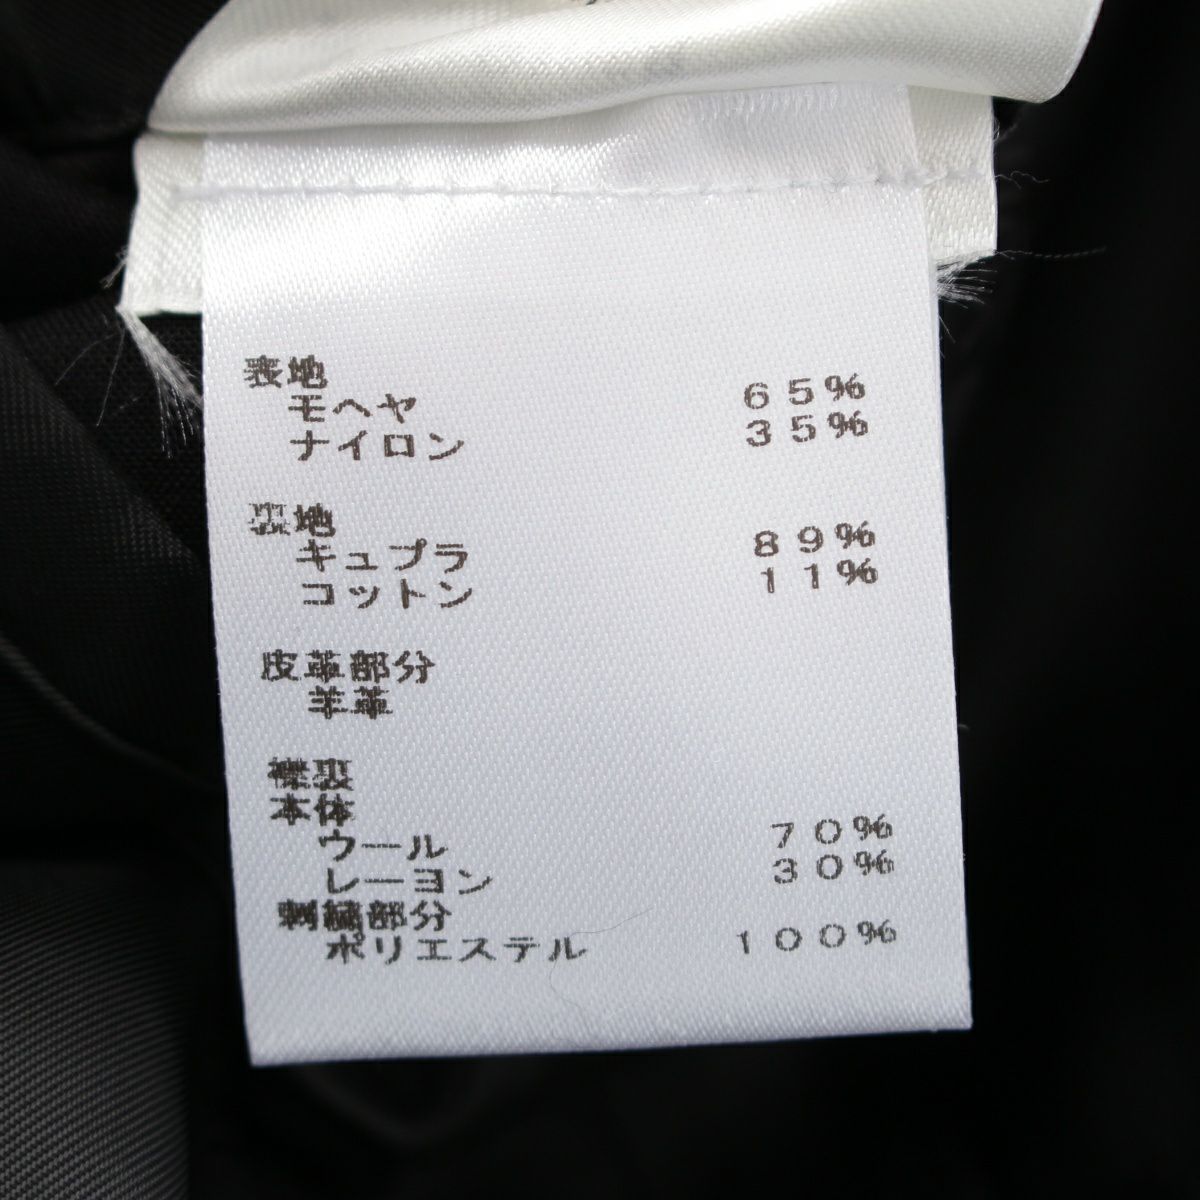 表地
モヘヤ 65%
ナイロン 35%
裏地
キュプラ 89%
コットン 11%
皮革部分
羊革
襟裏
本体
ウール 70%
レーヨン 30%
刺繍部分
ポリエステル 100%